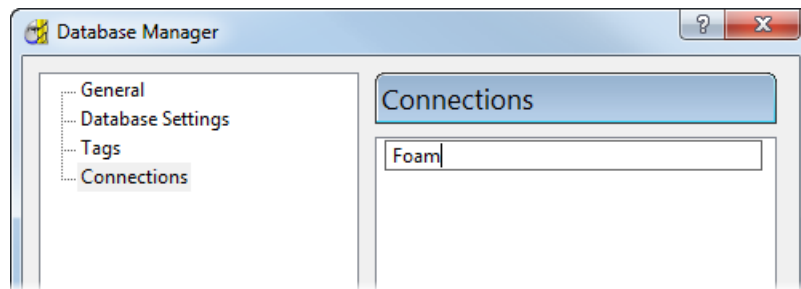 Database Manager
General
Database Settings
Tags
Connections
Connections
Foam